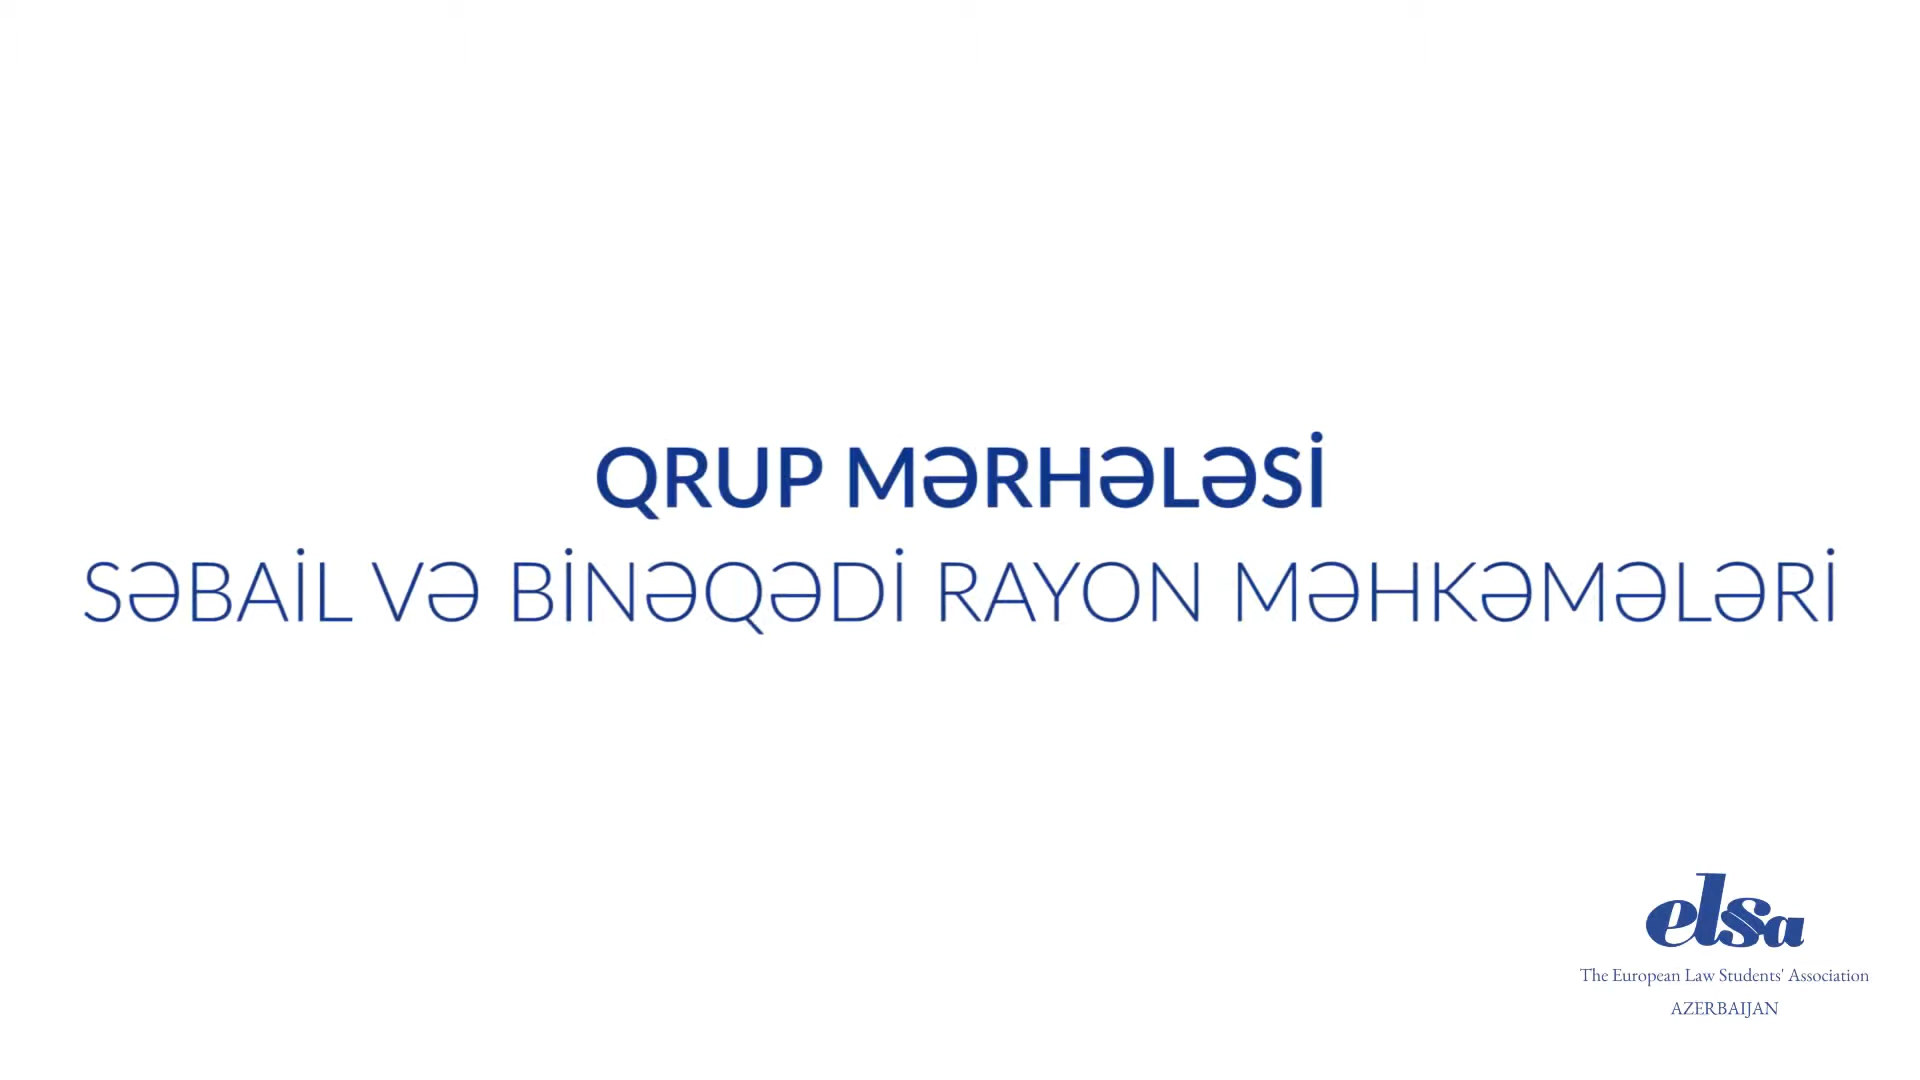 QRUP MƏRHƏLƏSİ
SƏBAİL VƏ BİNƏQƏDİ RAYON MƏHKƏMƏLƏRİ
elsa
The European Law Students' Association
AZERBAIJAN